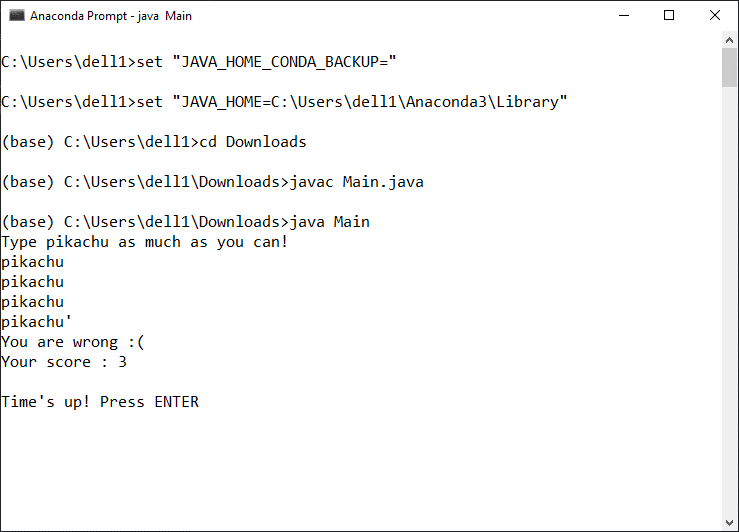 Anaconda Prompt - java  Main
C:\Users\dell1>set "JAVA_HOME_CONDA_BACKUP="
C:\Users\dell1>set "JAVA_HOME=C:\Users\dell1\Anaconda3\Library"
(base) C:\Users\dell1>cd Downloads
(base) C:\Users\dell1\Downloads>javac Main.java
(base) C:\Users\dell1\Downloads>java Main
Type pikachu as much as you can!
pikachu
pikachu
pikachu
pikachu'
You are wrong :(
Your score : 3
Time's up! Press ENTER